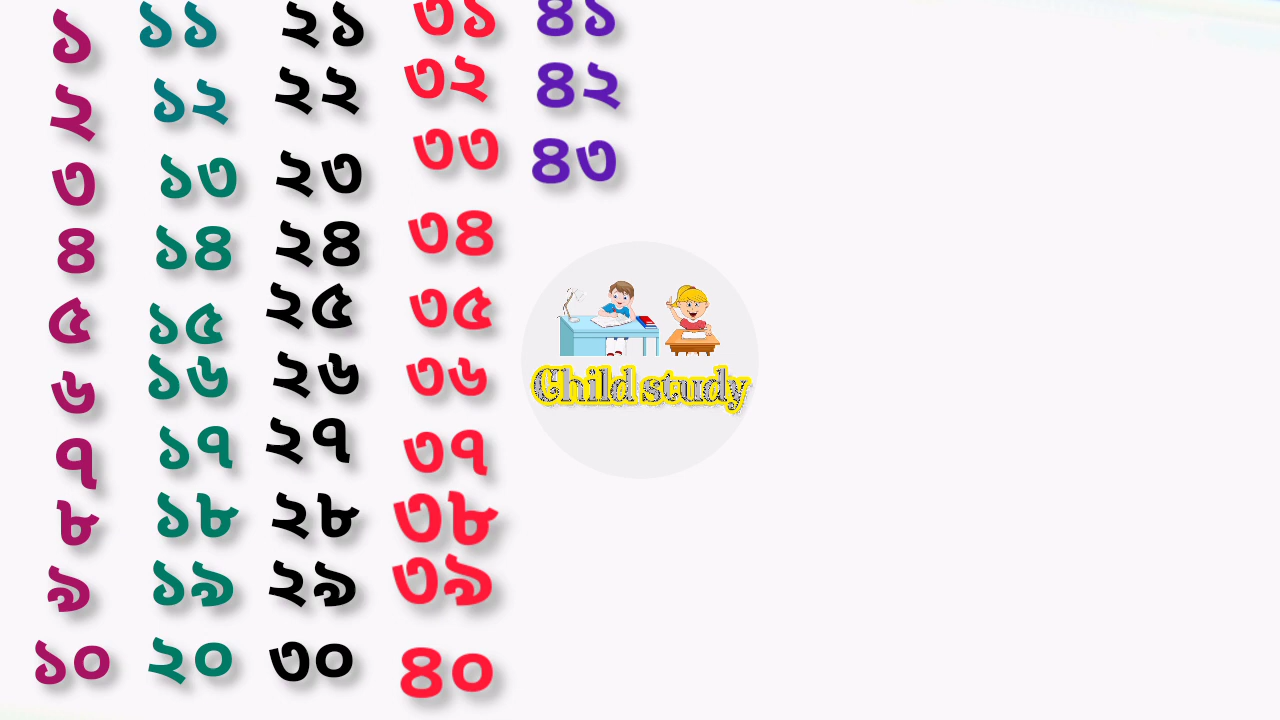 ১ ১১ ২১ ৩১ ৪১
২ ১২ ২২ ৩২ ৪২
৩ ১৩ ২৩ ৩৩ ৪৩
৪ ১৪ ২৪ ৩৪
৫ ১৫ ২৫ ৩৫
৬ ১৬ ২৬ ৩৬
৭ ১৭ ২৭ ৩৭
৮ ১৮ ২৮ ৩৮
৯ ১৯ ২৯ ৩৯
১০ ২০ ৩০ ৪০
Child study